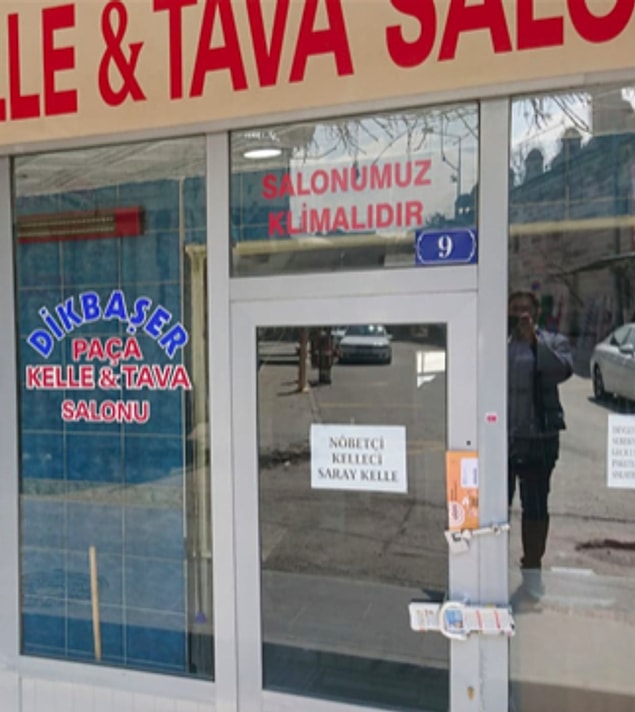 LLE & TAVA SALO
SALONUMUZ
KLİMALIDIR
9
DİKBAŞER
PAÇA
KELLE & TAVA
SALONU
NÖBETÇİ
KELLECİ
SARAY KELLE